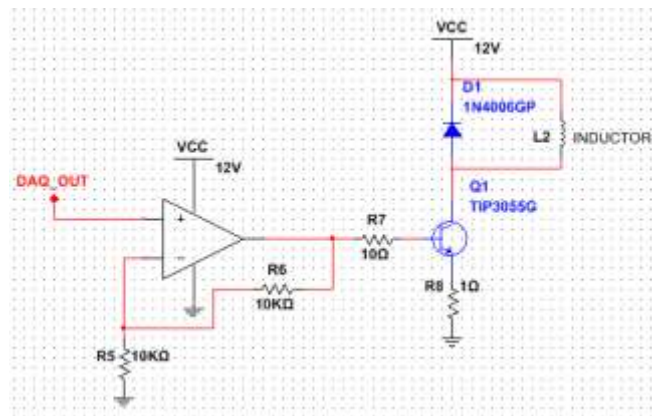 VCC
12V
D1
1N4006GP
L2
INDUCTOR
VCC
12V
DAQ_OUT
Q1
TIP3055G
R7
10Ω
R6
10KΩ
R8
1Ω
R5
10KΩ